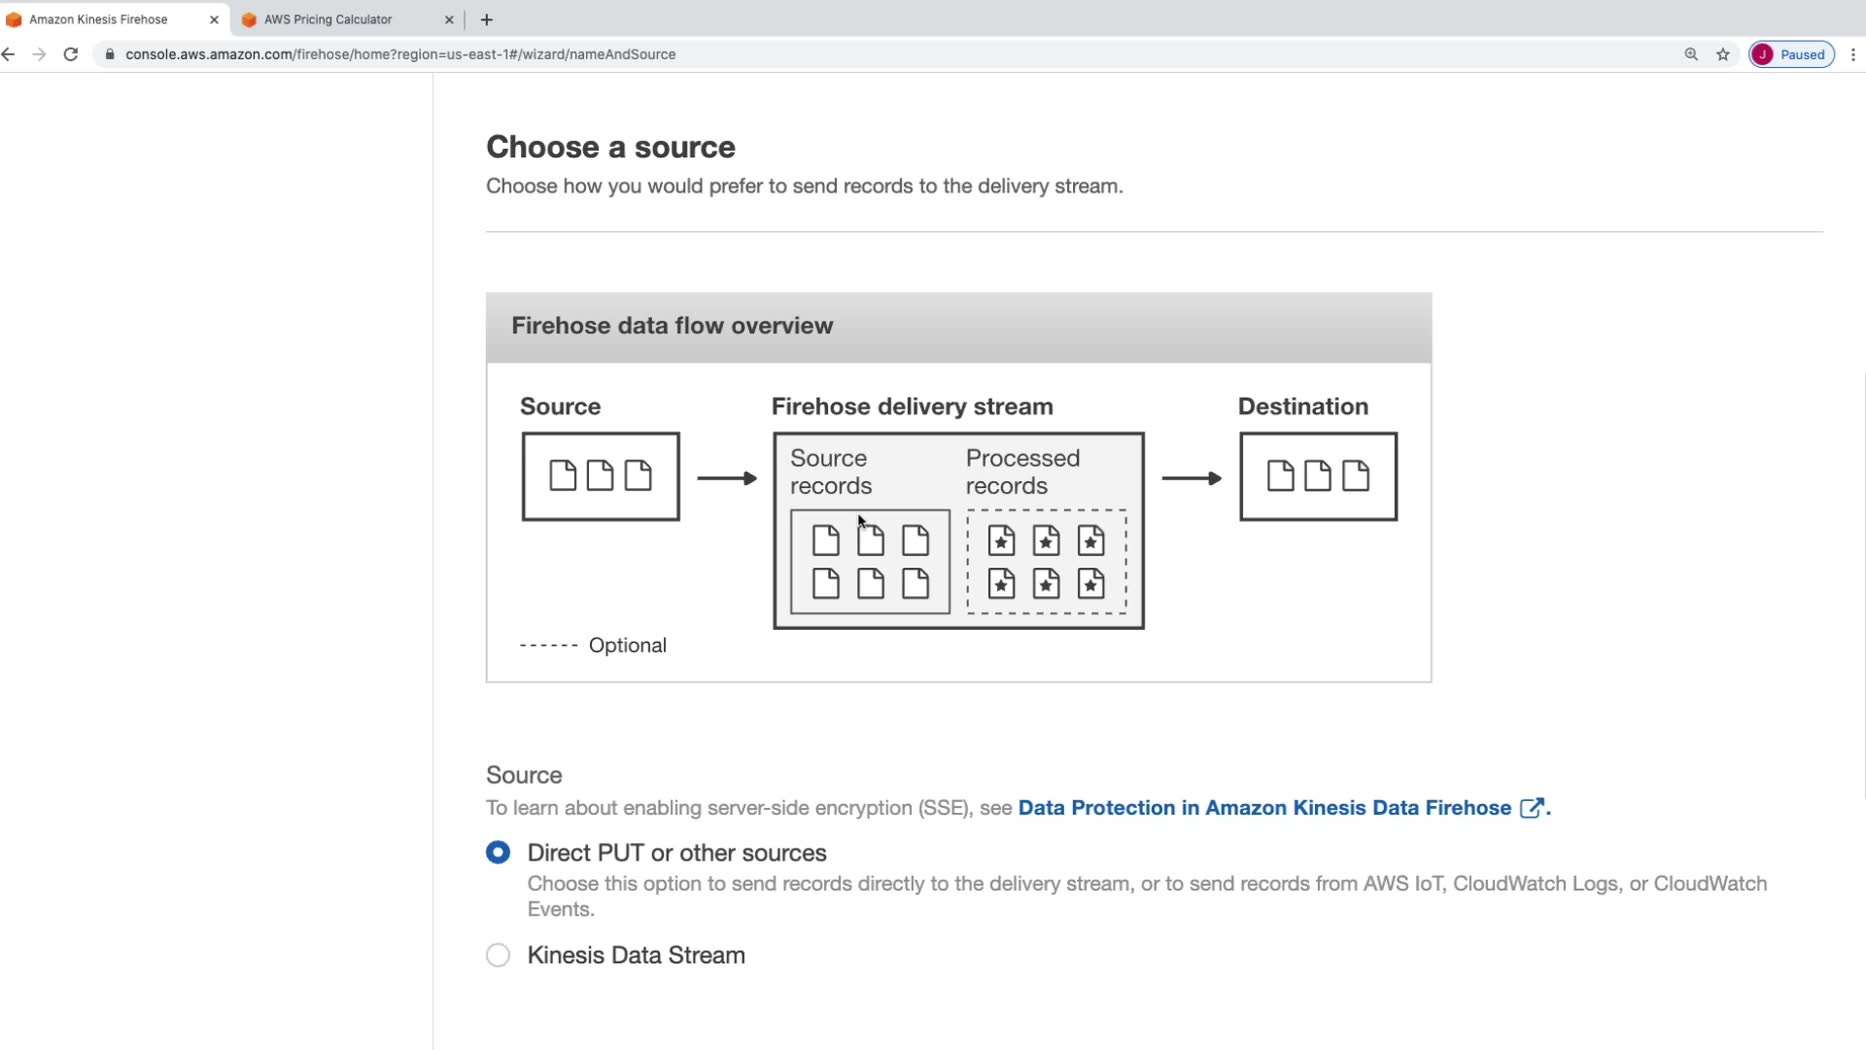 Amazon Kinesis Firehose
AWS Pricing Calculator
console.aws.amazon.com/firehose/home?region=us-east-1#/wizard/nameAndSource
J Paused
Choose a source
Choose how you would prefer to send records to the delivery stream.
Firehose data flow overview
Source
Firehose delivery stream
Destination
Source
records
Processed
records
Optional
Source
To learn about enabling server-side encryption (SSE), see Data Protection in Amazon Kinesis Data Firehose .
Direct PUT or other sources
Choose this option to send records directly to the delivery stream, or to send records from AWS IoT, CloudWatch Logs, or CloudWatch
Events.
Kinesis Data Stream